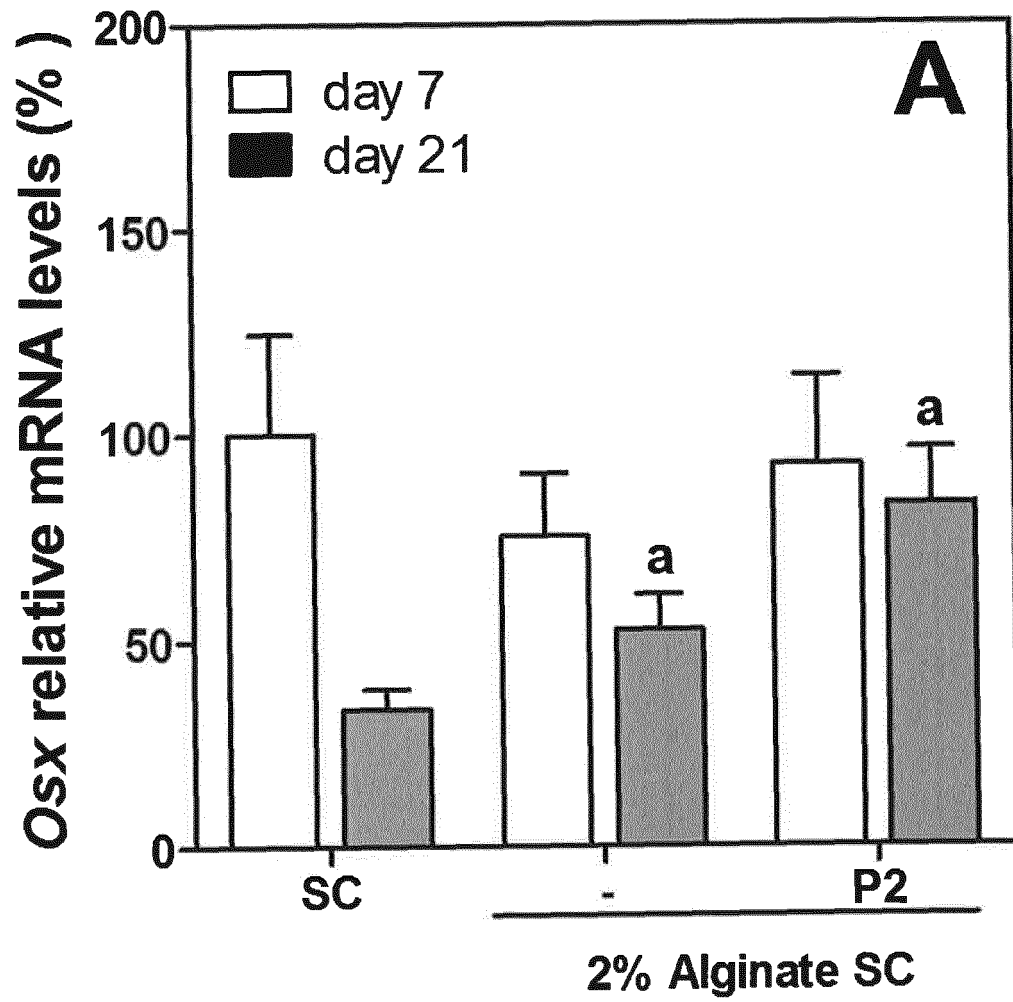 Osx relative mRNA levels (% )
200
150
100
50
0
day 7
day 21
A
a
a
SC
-
P2
2% Alginate SC